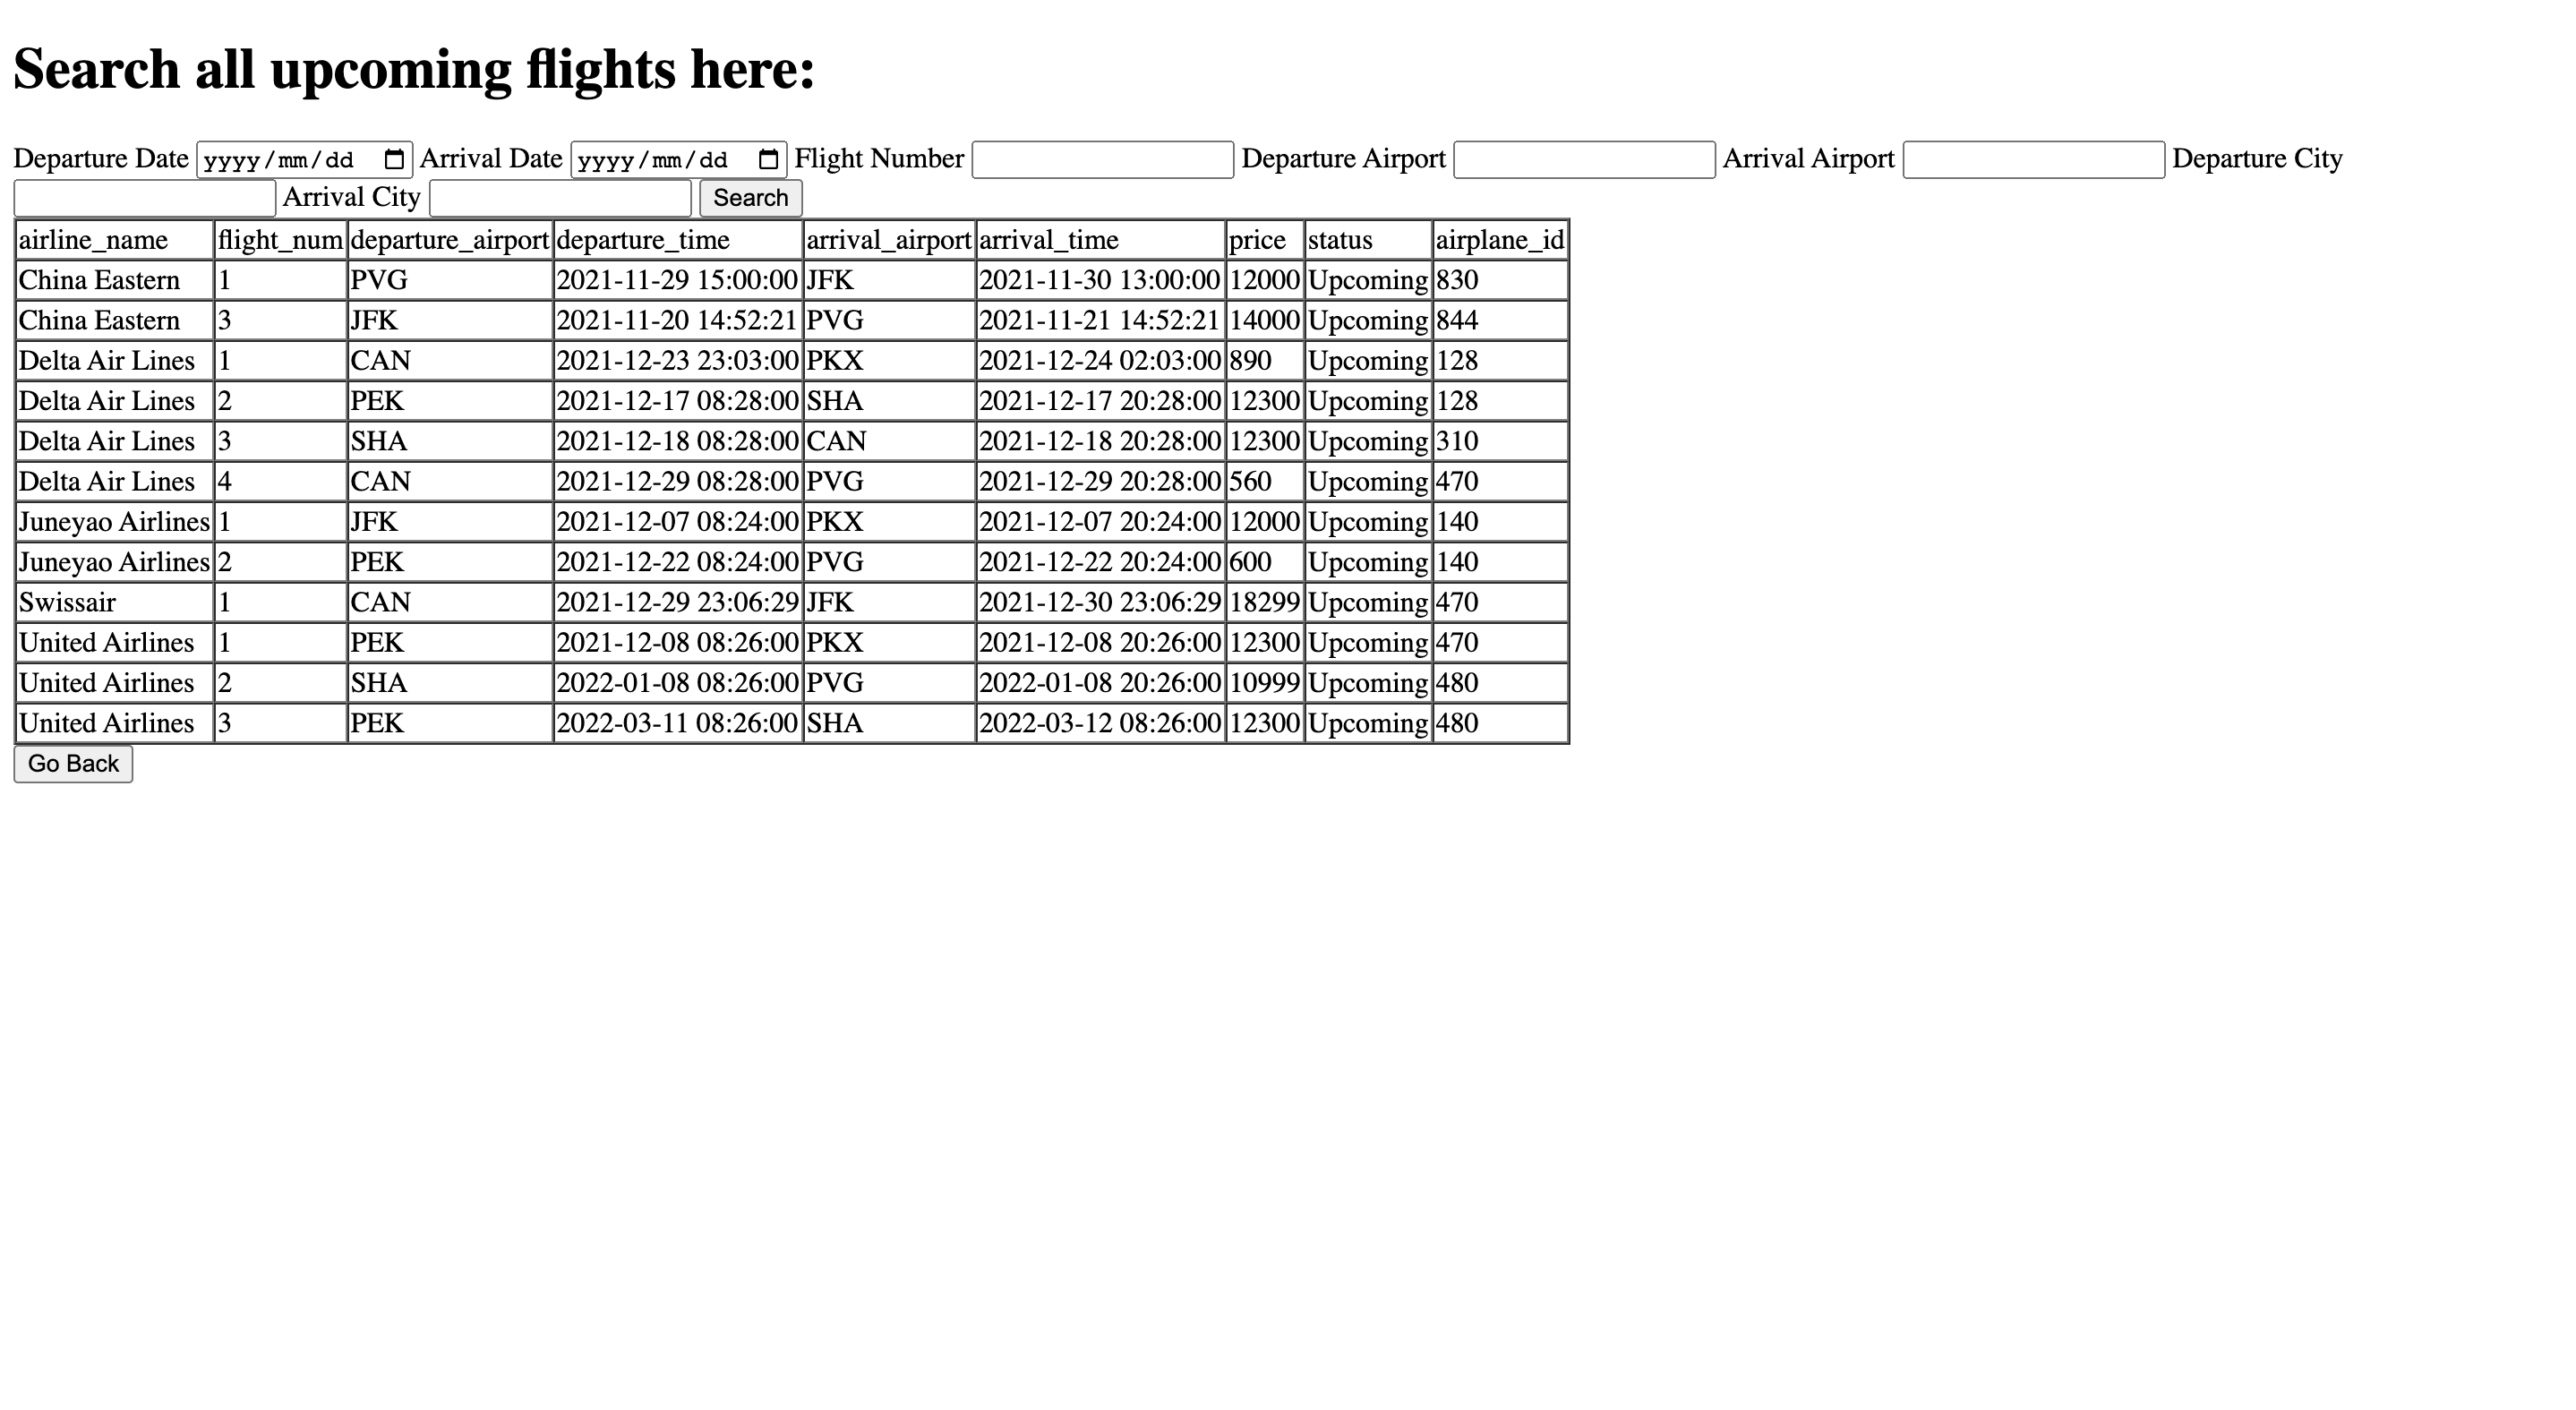 Search all upcoming flights here:
Departure Date yyyy/mm/dd Arrival Date yyyy/mm/dd Flight Number Departure Airport Arrival Airport Departure City
Arrival City Search
airline_name flight_num departure_airport departure_time arrival_airport arrival_time price status airplane_id
China Eastern 1 PVG 2021-11-29 15:00:00 JFK 2021-11-30 13:00:00 12000 Upcoming 830
China Eastern 3 JFK 2021-11-20 14:52:21 PVG 2021-11-21 14:52:21 14000 Upcoming 844
Delta Air Lines 1 CAN 2021-12-23 23:03:00 PKX 2021-12-24 02:03:00 890 Upcoming 128
Delta Air Lines 2 PEK 2021-12-17 08:28:00 SHA 2021-12-17 20:28:00 12300 Upcoming 128
Delta Air Lines 3 SHA 2021-12-18 08:28:00 CAN 2021-12-18 20:28:00 12300 Upcoming 310
Delta Air Lines 4 CAN 2021-12-29 08:28:00 PVG 2021-12-29 20:28:00 560 Upcoming 470
Juneyao Airlines 1 JFK 2021-12-07 08:24:00 PKX 2021-12-07 20:24:00 12000 Upcoming 140
Juneyao Airlines 2 PEK 2021-12-22 08:24:00 PVG 2021-12-22 20:24:00 600 Upcoming 140
Swissair 1 CAN 2021-12-29 23:06:29 JFK 2021-12-30 23:06:29 18299 Upcoming 470
United Airlines 1 PEK 2021-12-08 08:26:00 PKX 2021-12-08 20:26:00 12300 Upcoming 470
United Airlines 2 SHA 2022-01-08 08:26:00 PVG 2022-01-08 20:26:00 10999 Upcoming 480
United Airlines 3 PEK 2022-03-11 08:26:00 SHA 2022-03-12 08:26:00 12300 Upcoming 480
Go Back